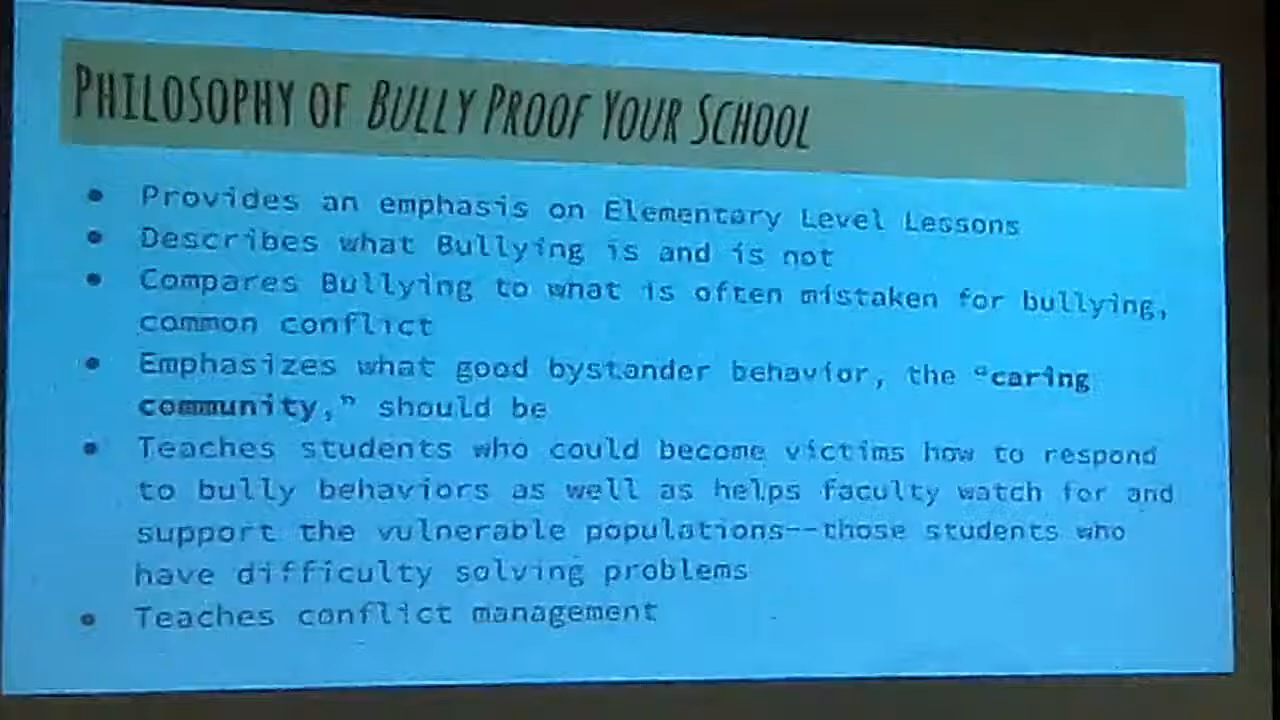 PHILOSOPHY OF BULLY PROOF YOUR SCHOOL
• Provides an emphasis on Elementary Level Lessons
• Describes what Bullying is and is not
• Compares Bullying to what is often mistaken for bullying,
common conflict
• Emphasizes what good bystander behavior, the “caring
community,” should be
• Teaches students who could become victims how to respond
to bully behaviors as well as helps faculty watch for and
support the vulnerable populations--those students who
have difficulty solving problems
• Teaches conflict management